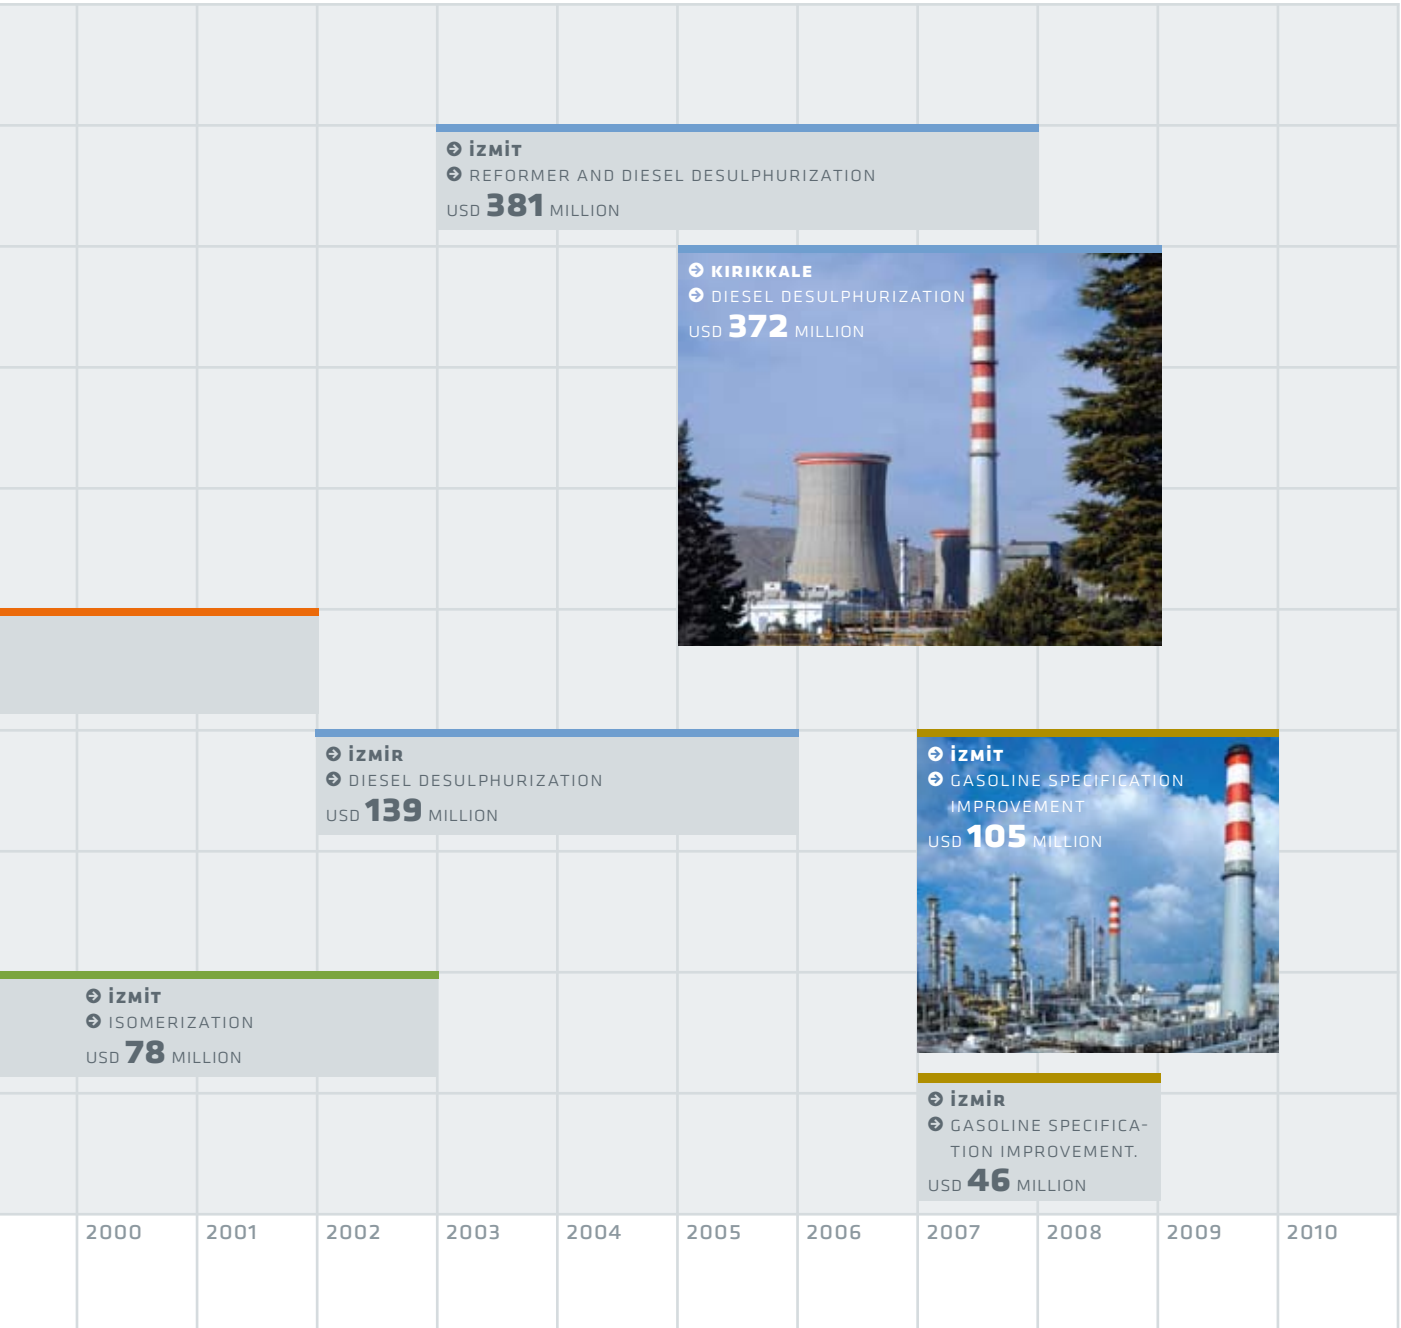 İZMİT
REFORMER AND DIESEL DESULPHURIZATION
USD 381 MILLION
KIRIKKALE
DIESEL DESULPHURIZATION
USD 372 MILLION
İZMİR
DIESEL DESULPHURIZATION
USD 139 MILLION
İZMİT
GASOLINE SPECIFICATION
IMPROVEMENT
USD 105 MILLION
İZMİT
ISOMERIZATION
USD 78 MILLION
İZMİR
GASOLINE SPECIFICA-
TION IMPROVEMENT.
USD 46 MILLION
2000 2001 2002 2003 2004 2005 2006 2007 2008 2009 2010